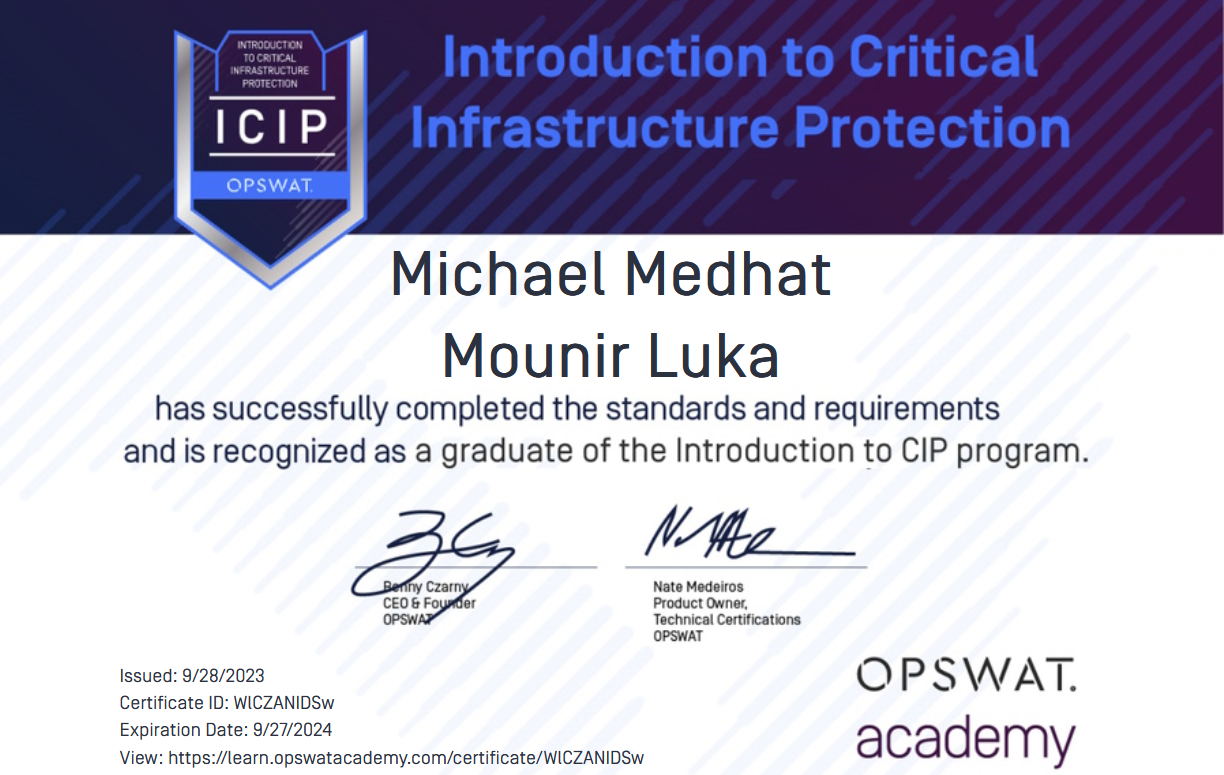 INTRODUCTION
TO CRITICAL
INFRASTRUCTURE
PROTECTION
ICIP
OPSWAT.
Introduction to Critical
Infrastructure Protection
Michael Medhat
Mounir Luka
has successfully completed the standards and requirements
and is recognized as a graduate of the Introduction to CIP program.
Benny Czarny
CEO & Founder
OPSWAT
Nate Medeiros
Product Owner,
Technical Certifications
OPSWAT
Issued: 9/28/2023
Certificate ID: WlCZANIDSw
Expiration Date: 9/27/2024
View: https://learn.opswatacademy.com/certificate/WlCZANIDSw
OPSWAT.
academy